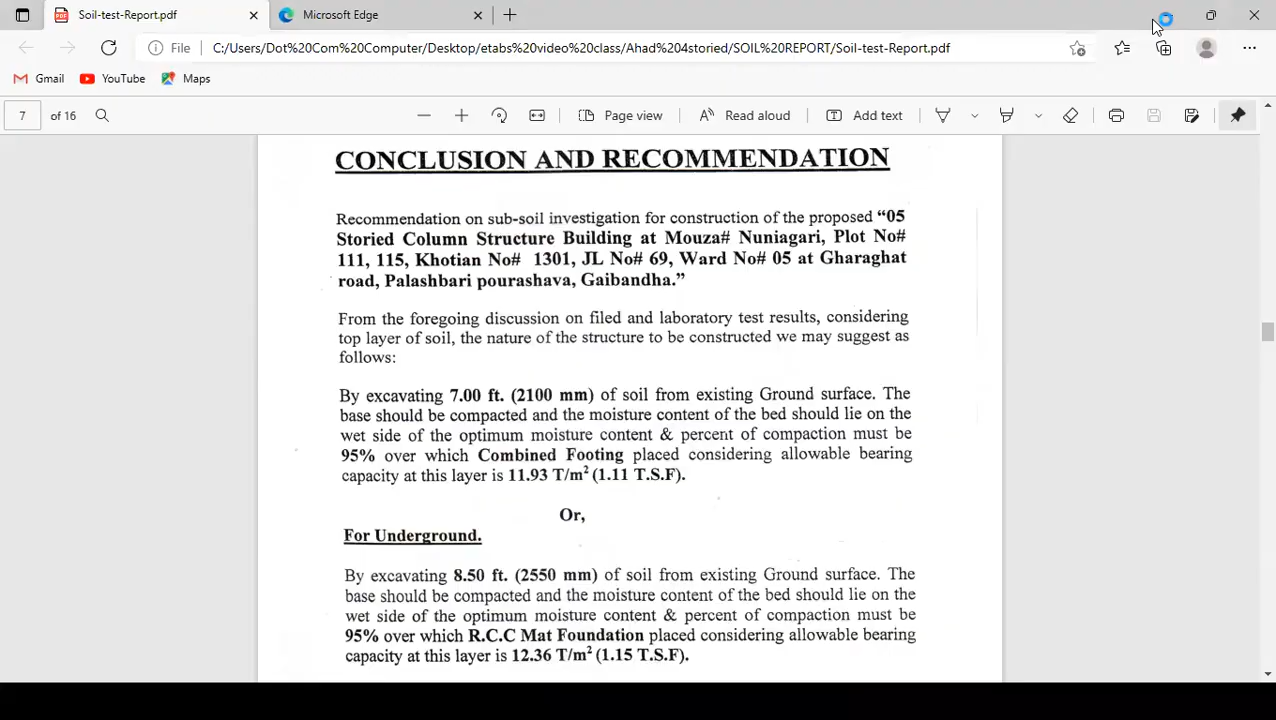 Soil-test-Report.pdf
Microsoft Edge
File C:/Users/Dot%20Com%20Computer/Desktop/etabs%20video%20class/Ahad%204storied/SOIL%20REPORT/Soil-test-Report.pdf
Gmail YouTube Maps
7 of 16 Page view Read aloud Add text
CONCLUSION AND RECOMMENDATION
Recommendation on sub-soil investigation for construction of the proposed “05
Storied Column Structure Building at Mouza# Nuniagari, Plot No#
111, 115, Khotian No# 1301, JL No# 69, Ward No# 05 at Gharaghat
road, Palashbari pourashava, Gaibandha.”
From the foregoing discussion on filed and laboratory test results, considering
top layer of soil, the nature of the structure to be constructed we may suggest as
follows:
By excavating 7.00 ft. (2100 mm) of soil from existing Ground surface. The
base should be compacted and the moisture content of the bed should lie on the
wet side of the optimum moisture content & percent of compaction must be
95% over which Combined Footing placed considering allowable bearing
capacity at this layer is 11.93 T/m² (1.11 T.S.F).
Or,
For Underground.
By excavating 8.50 ft. (2550 mm) of soil from existing Ground surface. The
base should be compacted and the moisture content of the bed should lie on the
wet side of the optimum moisture content & percent of compaction must be
95% over which R.C.C Mat Foundation placed considering allowable bearing
capacity at this layer is 12.36 T/m² (1.15 T.S.F).